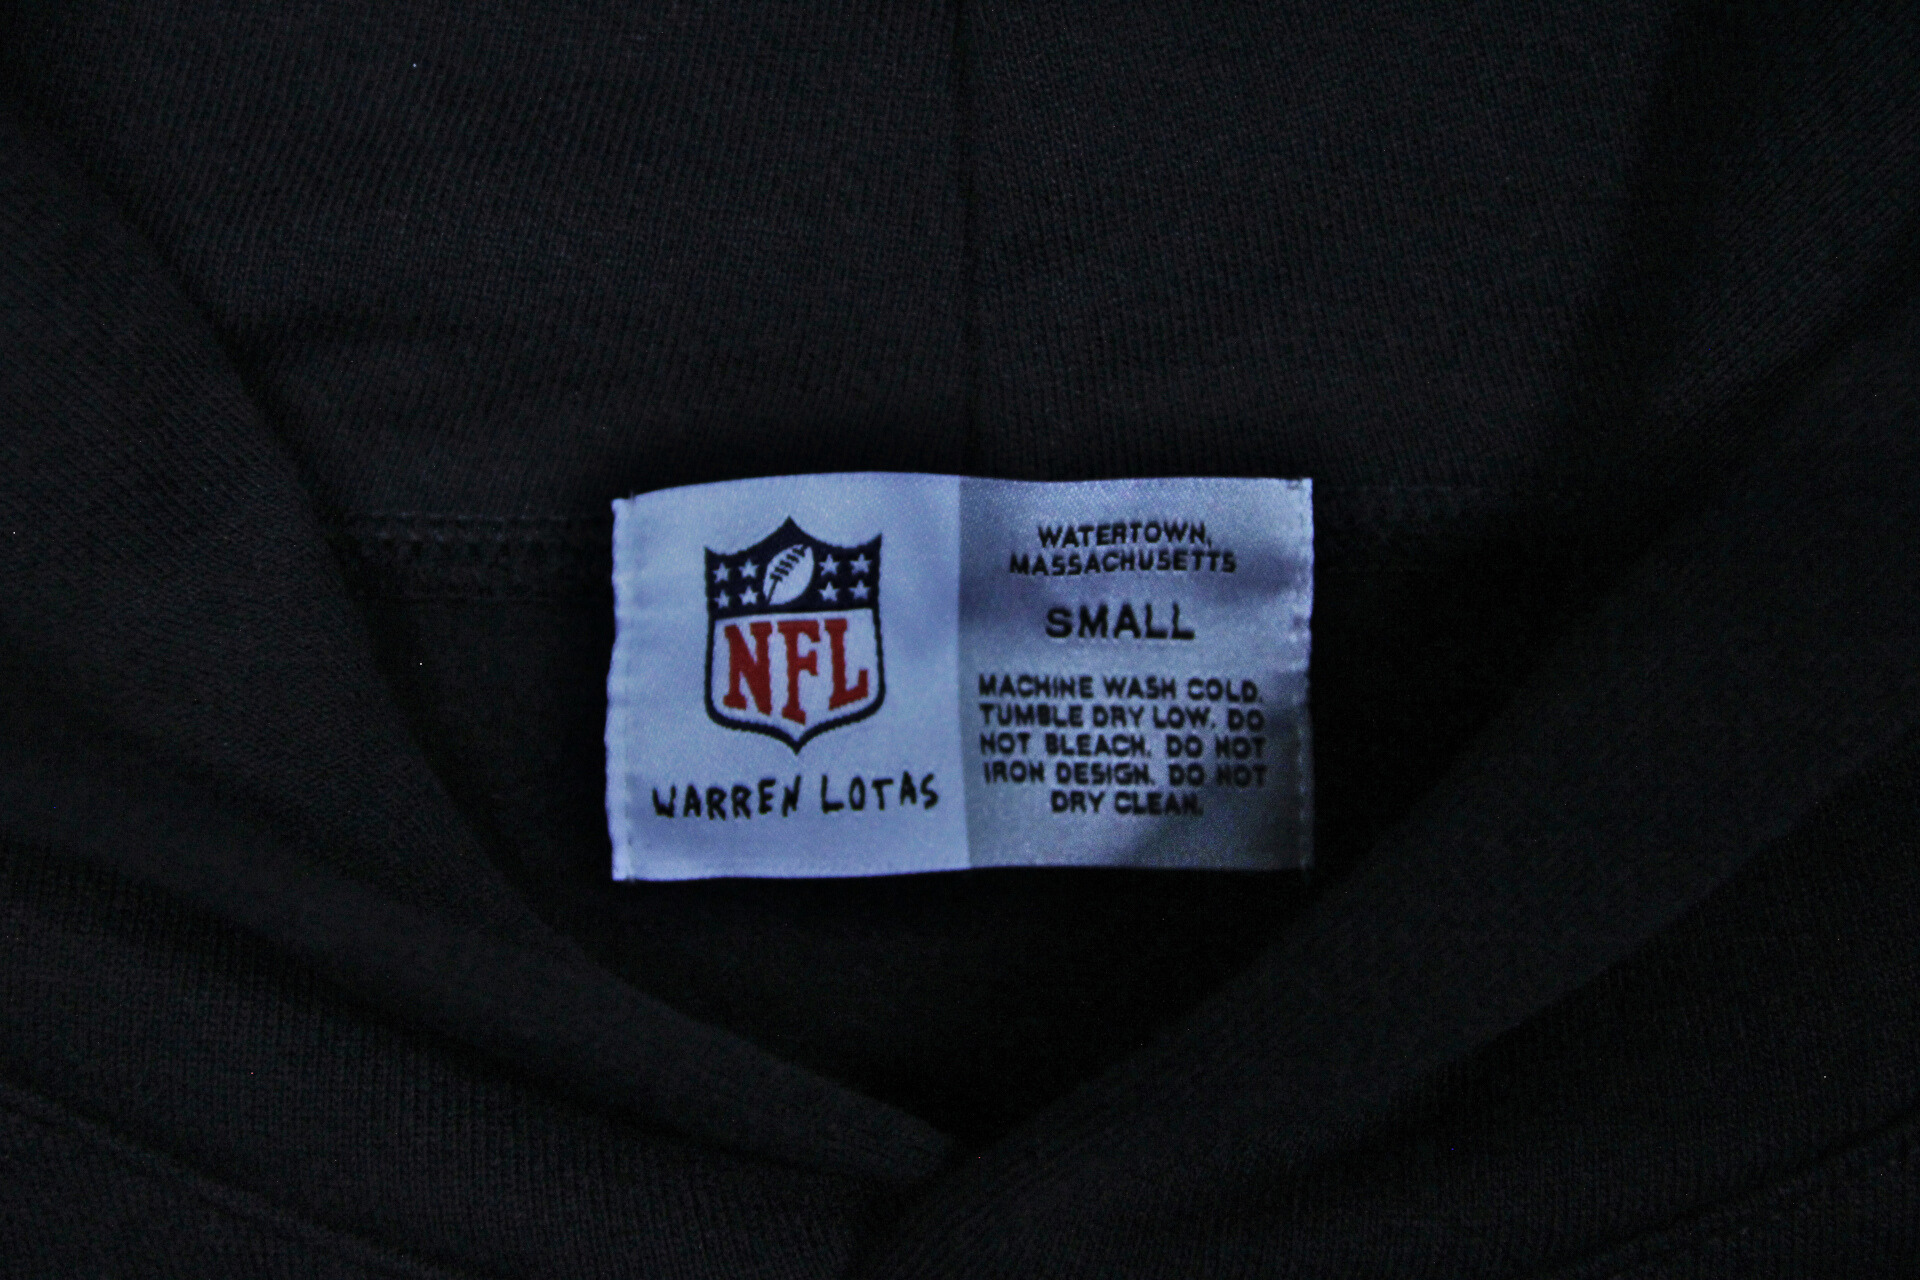 NFL
WARREN LOTAS
WATERTOWN,
MASSACHUSETTS
SMALL
MACHINE WASH COLD.
TUMBLE DRY LOW. DO
NOT BLEACH. DO NOT
IRON DESIGN. DO NOT
DRY CLEAN.